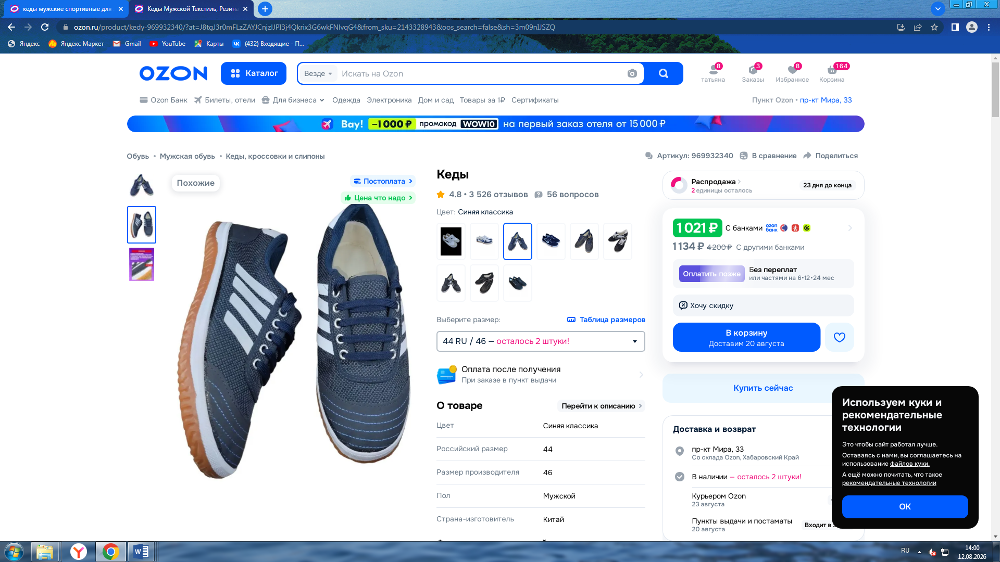 кеды мужские спортивные для
Кеды Мужской Текстиль, Резина
ozon.ru/product/kedy-969932340/?at=J8tgJ3r0mFLzZAYJCnjzlJPI3j4Qkrix3G6wkFNlvqG4&from_sku=2143328943&oos_search=false&sh=3m09nIJSZQ
Яндекс
Яндекс Маркет
Gmail
YouTube
Карты
(432) Входящие - П...
OZON
Каталог
Везде
Искать на Ozon
8
татьяна
3
Заказы
8
Избранное
164
Корзина
Ozon Банк
Билеты, отели
Для бизнеса
Одежда
Электроника
Дом и сад
Товары за 1₽
Сертификаты
Пункт Ozon • пр-кт Мира, 33
Вау! −1 000 ₽ промокод WOW10 на первый заказ отеля от 15 000 ₽
Обувь • Мужская обувь • Кеды, кроссовки и слипоны
Артикул: 969932340
В сравнение
Поделиться
Похожие
Постоплата
Цена что надо
Кеды
4.8 • 3 526 отзывов
56 вопросов
Цвет: Синяя классика
Выберите размер:
Таблица размеров
44 RU / 46 — осталось 2 штуки!
Оплата после получения
При заказе в пункт выдачи
О товаре
Перейти к описанию
Цвет
Синяя классика
Российский размер
44
Размер производителя
46
Пол
Мужской
Страна-изготовитель
Китай
Распродажа
2 единицы осталось
23 дня до конца
1 021 ₽ С банками
ozon банк
1 134 ₽ 4 200 ₽ С другими банками
Оплатить позже
Без переплат
или частями на 6•12•24 мес
Хочу скидку
В корзину
Доставим 20 августа
Купить сейчас
Доставка и возврат
пр-кт Мира, 33
Со склада Ozon, Хабаровский Край
В наличии — осталось 2 штуки!
Курьером Ozon
23 августа
Пункты выдачи и постаматы
20 августа
Входит в
Используем куки и
рекомендательные
технологии
Это чтобы сайт работал лучше.
Оставаясь с нами, вы соглашаетесь на
использование файлов куки.
А ещё можно почитать, что такое
рекомендательные технологии
ОК
RU
14:00
12.08.2026